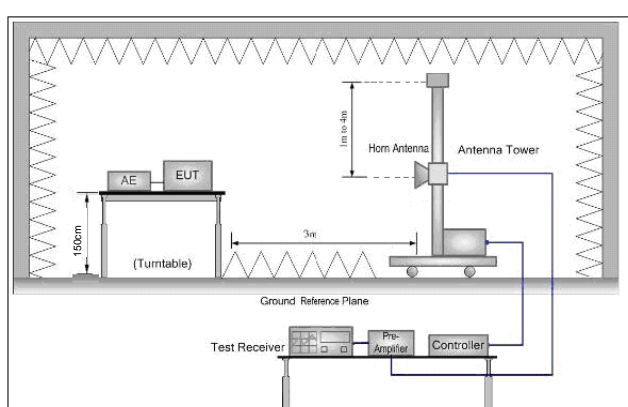 1m to 4m
Horn Antenna
Antenna Tower
AE
EUT
150cm
(Turntable)
3m
Ground Reference Plane
Test Receiver
Pre-
Amplifier
Controller